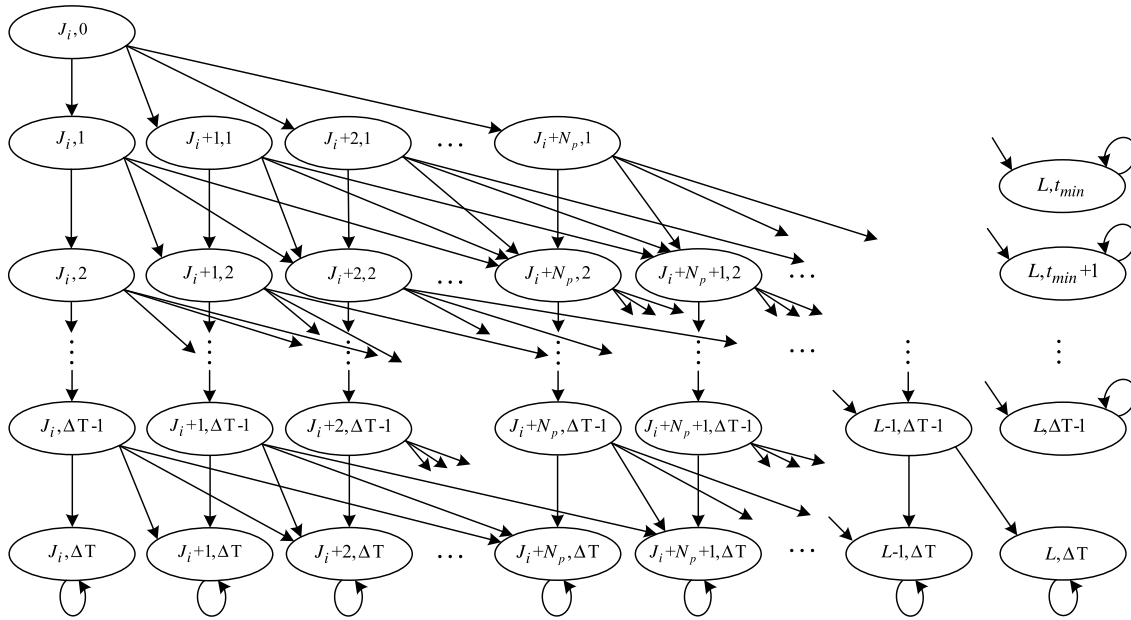 J_i,0
J_i,1 J_i+1,1 J_i+2,1 ... J_i+N_p,1
L,t_min
J_i,2 J_i+1,2 J_i+2,2 ... J_i+N_p,2 J_i+N_p+1,2 ... L,t_min+1
...
J_i,ΔT-1 J_i+1,ΔT-1 J_i+2,ΔT-1 J_i+N_p,ΔT-1 J_i+N_p+1,ΔT-1 L-1,ΔT-1 L,ΔT-1
J_i,ΔT J_i+1,ΔT J_i+2,ΔT ... J_i+N_p,ΔT J_i+N_p+1,ΔT ... L-1,ΔT L,ΔT